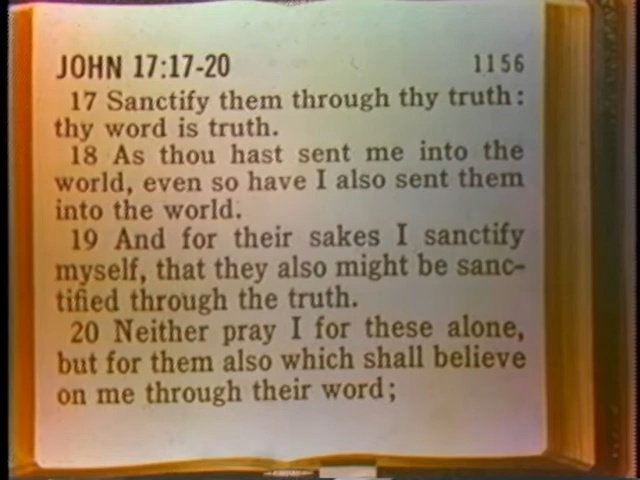 JOHN 17:17-20 1156
17 Sanctify them through thy truth:
thy word is truth.
18 As thou hast sent me into the
world, even so have I also sent them
into the world.
19 And for their sakes I sanctify
myself, that they also might be sanc-
tified through the truth.
20 Neither pray I for these alone,
but for them also which shall believe
on me through their word;